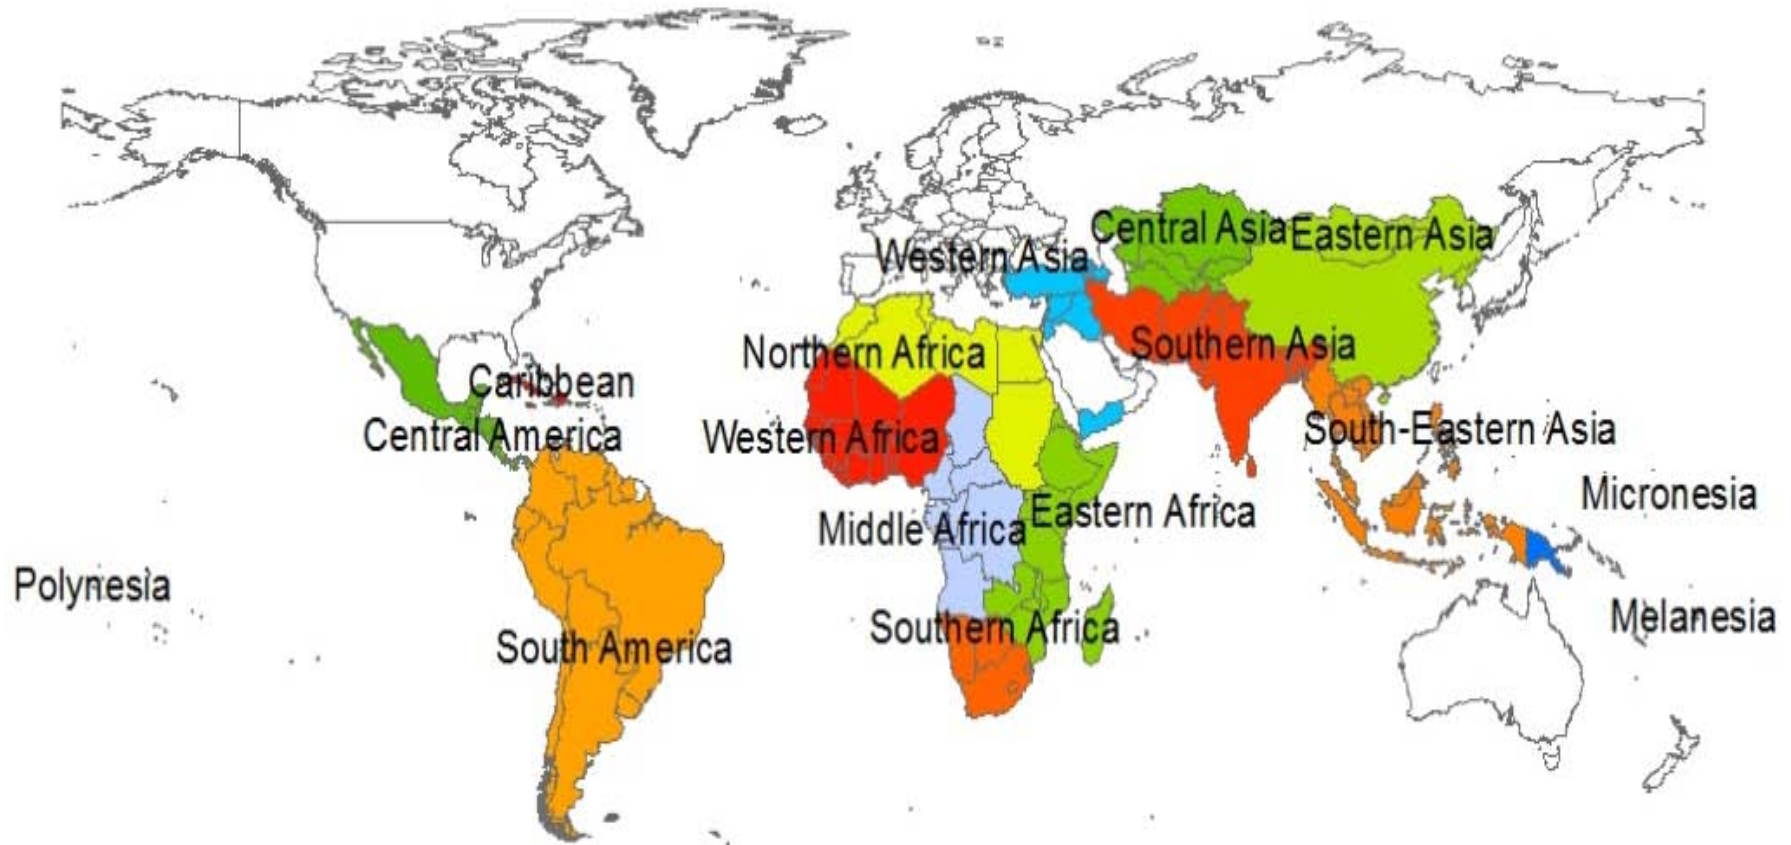 Central Asia
Eastern Asia
Western Asia
Northern Africa
Southern Asia
Caribbean
Central America
Western Africa
South-Eastern Asia
Micronesia
Middle Africa
Eastern Africa
Polynesia
Melanesia
Southern Africa
South America